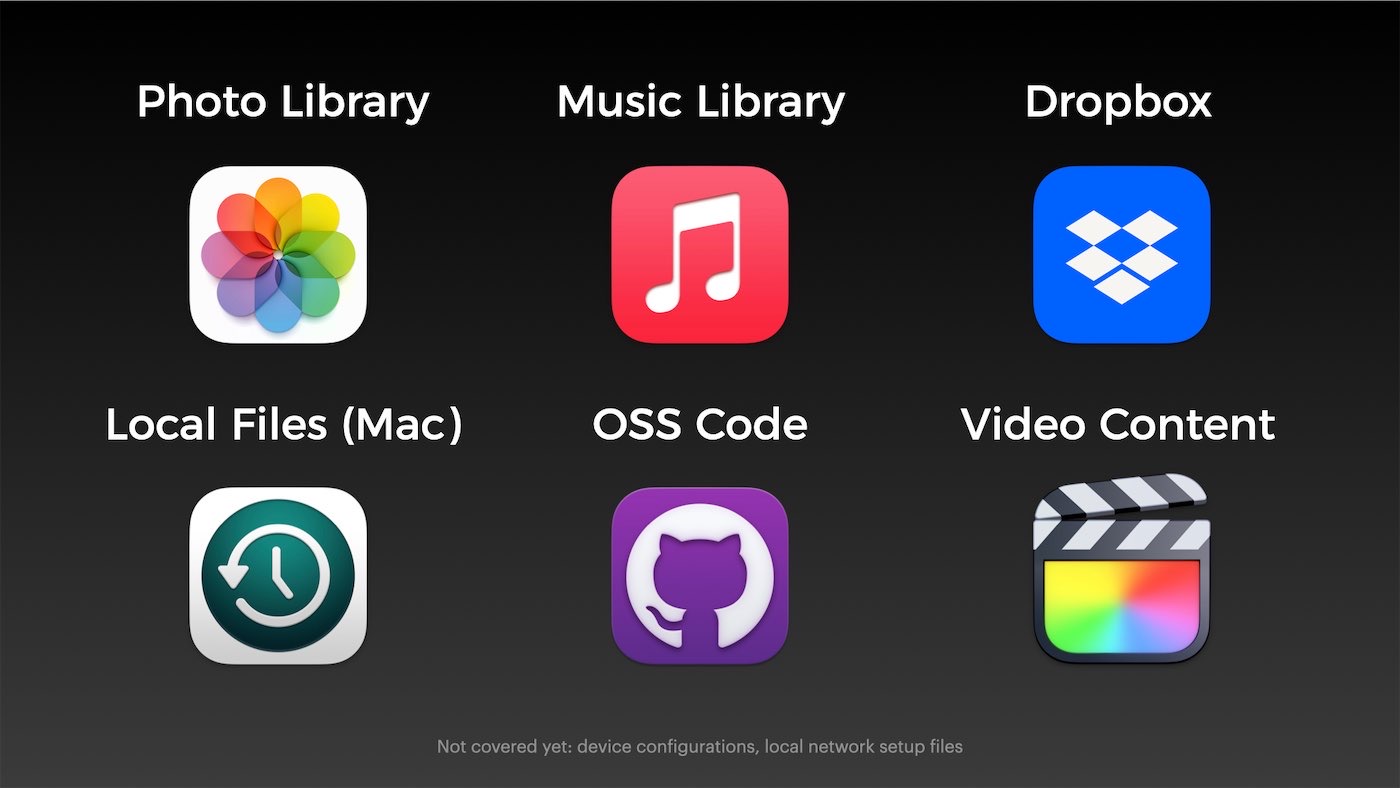 Photo Library
Music Library
Dropbox
Local Files (Mac)
OSS Code
Video Content
Not covered yet: device configurations, local network setup files